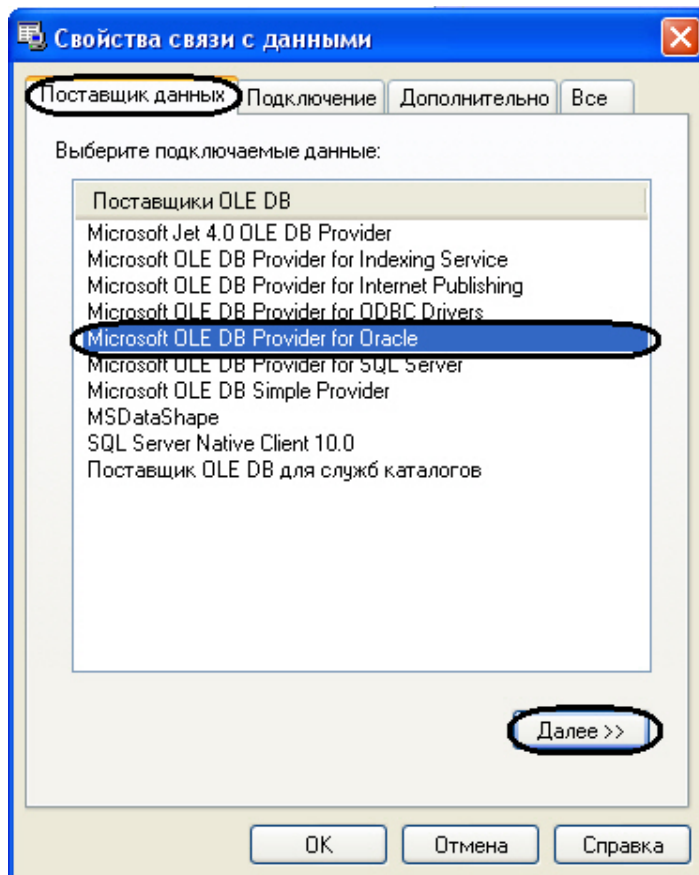 Свойства связи с данными
Поставщик данных Подключение Дополнительно Все
Выберите подключаемые данные:
Поставщики OLE DB
Microsoft Jet 4.0 OLE DB Provider
Microsoft OLE DB Provider for Indexing Service
Microsoft OLE DB Provider for Internet Publishing
Microsoft OLE DB Provider for ODBC Drivers
Microsoft OLE DB Provider for Oracle
Microsoft OLE DB Provider for SQL Server
Microsoft OLE DB Simple Provider
MSDataShape
SQL Server Native Client 10.0
Поставщик OLE DB для служб каталогов
Далее >>
OK Отмена Справка